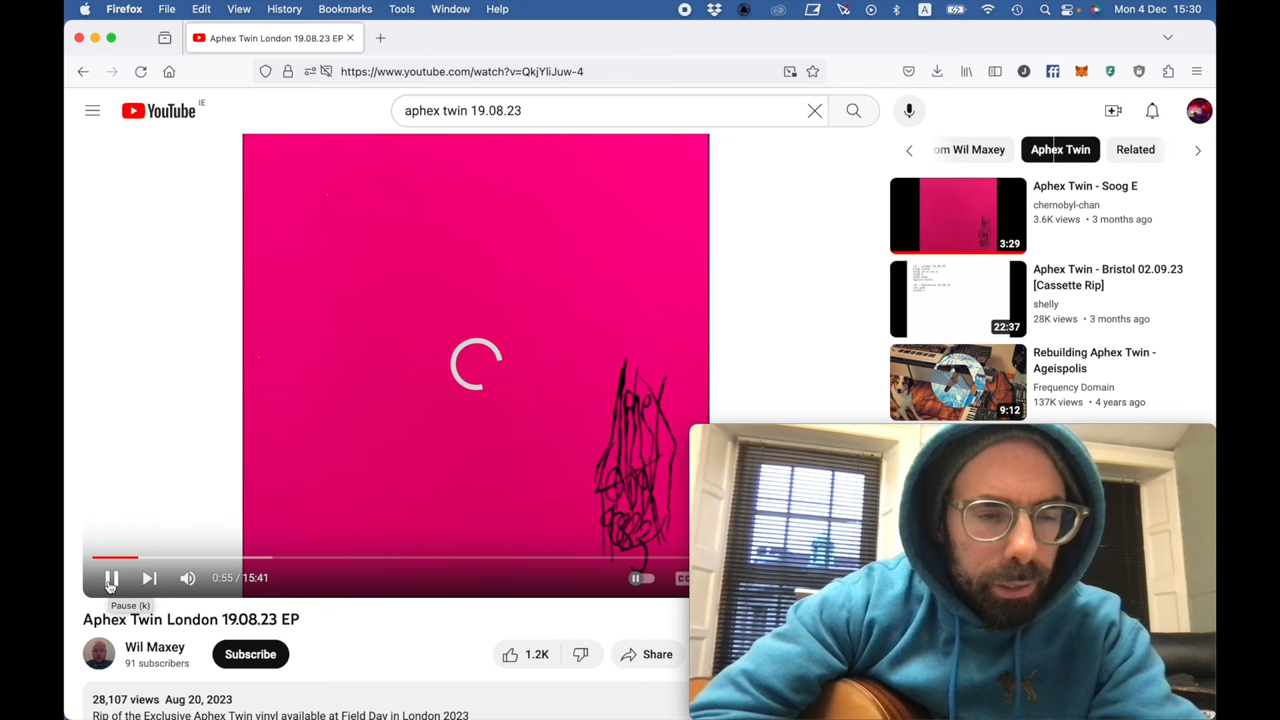 Firefox File Edit View History Bookmarks Tools Window Help A Mon 4 Dec 15:30
Aphex Twin London 19.08.23 EP
https://www.youtube.com/watch?v=QkjYliJuw-4
YouTube IE
aphex twin 19.08.23
om Wil Maxey Aphex Twin Related
Aphex Twin - Soog E
chernobyl-chan
3.6K views • 3 months ago
3:29
Aphex Twin - Bristol 02.09.23
[Cassette Rip]
shelly
28K views • 3 months ago
22:37
Rebuilding Aphex Twin -
Ageispolis
Frequency Domain
137K views • 4 years ago
9:12
0:55 / 15:41
Pause (k)
Aphex Twin London 19.08.23 EP
Wil Maxey
91 subscribers
Subscribe
1.2K
Share
28,107 views Aug 20, 2023
Rip of the Exclusive Aphex Twin vinyl available at Field Day in London 2023